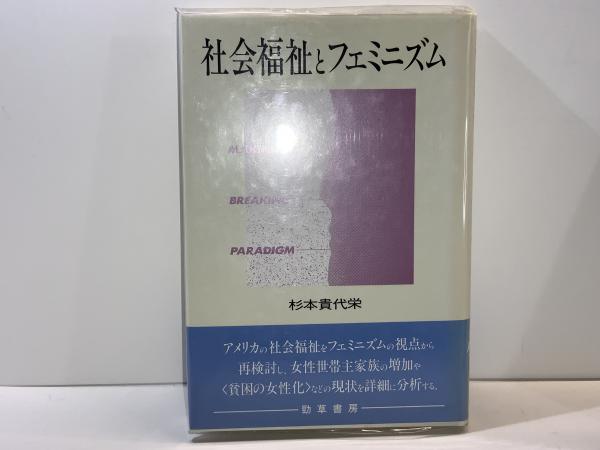 社会福祉とフェミニズム
BREAKING
PARADIGM
杉本貴代栄
アメリカの社会福祉をフェミニズムの視点から
再検討し、女性世帯主家族の増加や
〈貧困の女性化〉などの現状を詳細に分析する。
勁草書房